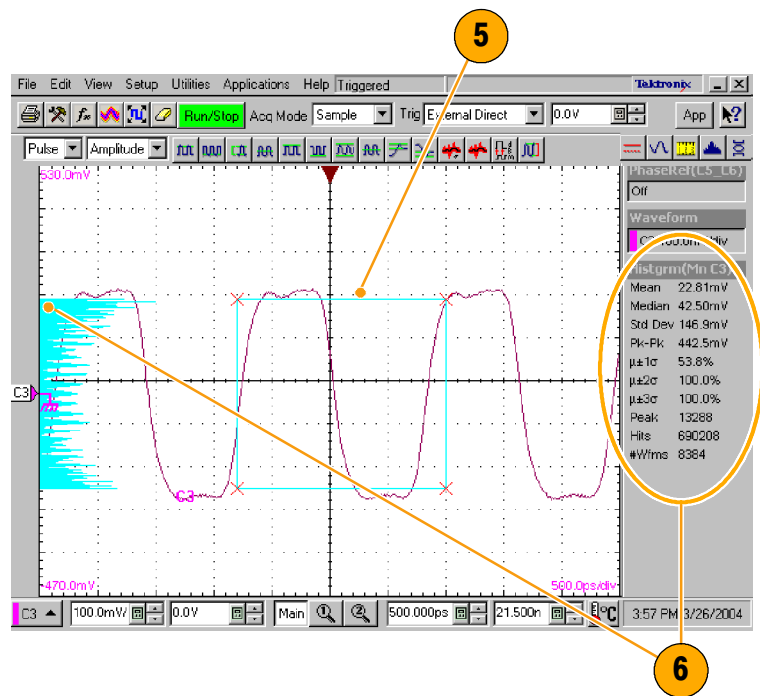 5
File Edit View Setup Utilities Applications Help Triggered Tektronix
Run/Stop Acq Mode Sample Trig External Direct 0.0V App
Pulse Amplitude
530.0mV
PhaseRef(C5_C6)
Off
Waveform
Histgrm(Mn C3)
Mean 22.81mV
Median 42.50mV
Std Dev 146.9mV
Pk-Pk 442.5mV
µ±1σ 53.8%
µ±2σ 100.0%
µ±3σ 100.0%
Peak 13288
Hits 690208
#Wfms 8384
C3
C3
-470.0mV 500.0ps/div
C3 100.0mV/ 0.0V Main 1 2 500.000ps 21.500n °C 3:57 PM 3/26/2004
6